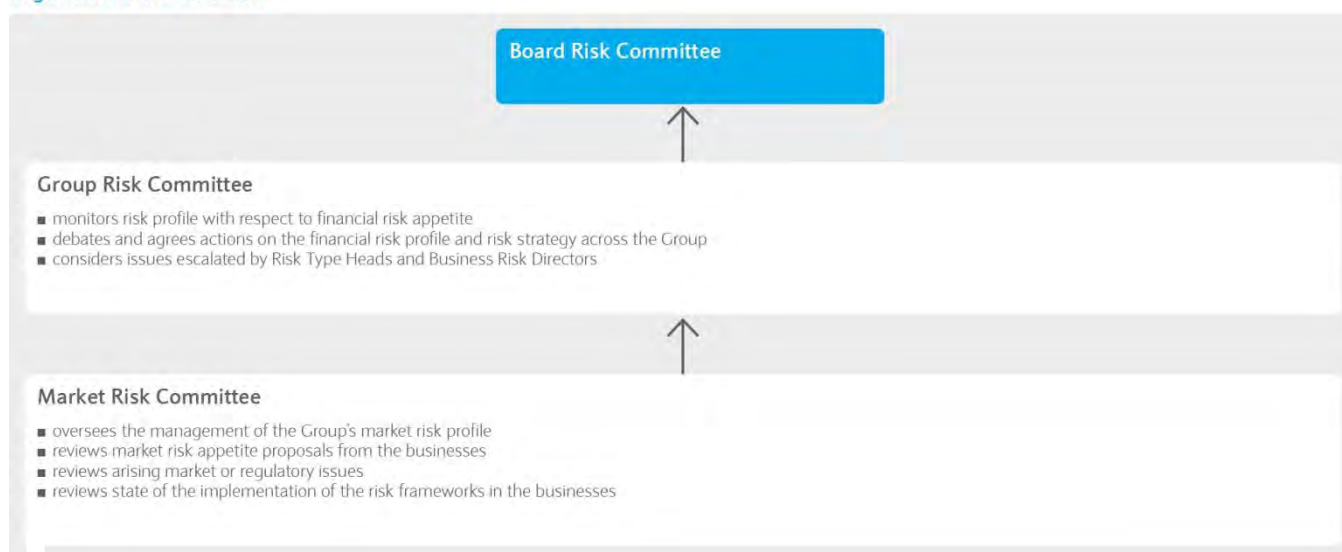 Board Risk Committee
Group Risk Committee
■ monitors risk profile with respect to financial risk appetite
■ debates and agrees actions on the financial risk profile and risk strategy across the Group
■ considers issues escalated by Risk Type Heads and Business Risk Directors
Market Risk Committee
■ oversees the management of the Group's market risk profile
■ reviews market risk appetite proposals from the businesses
■ reviews arising market or regulatory issues
■ reviews state of the implementation of the risk frameworks in the businesses